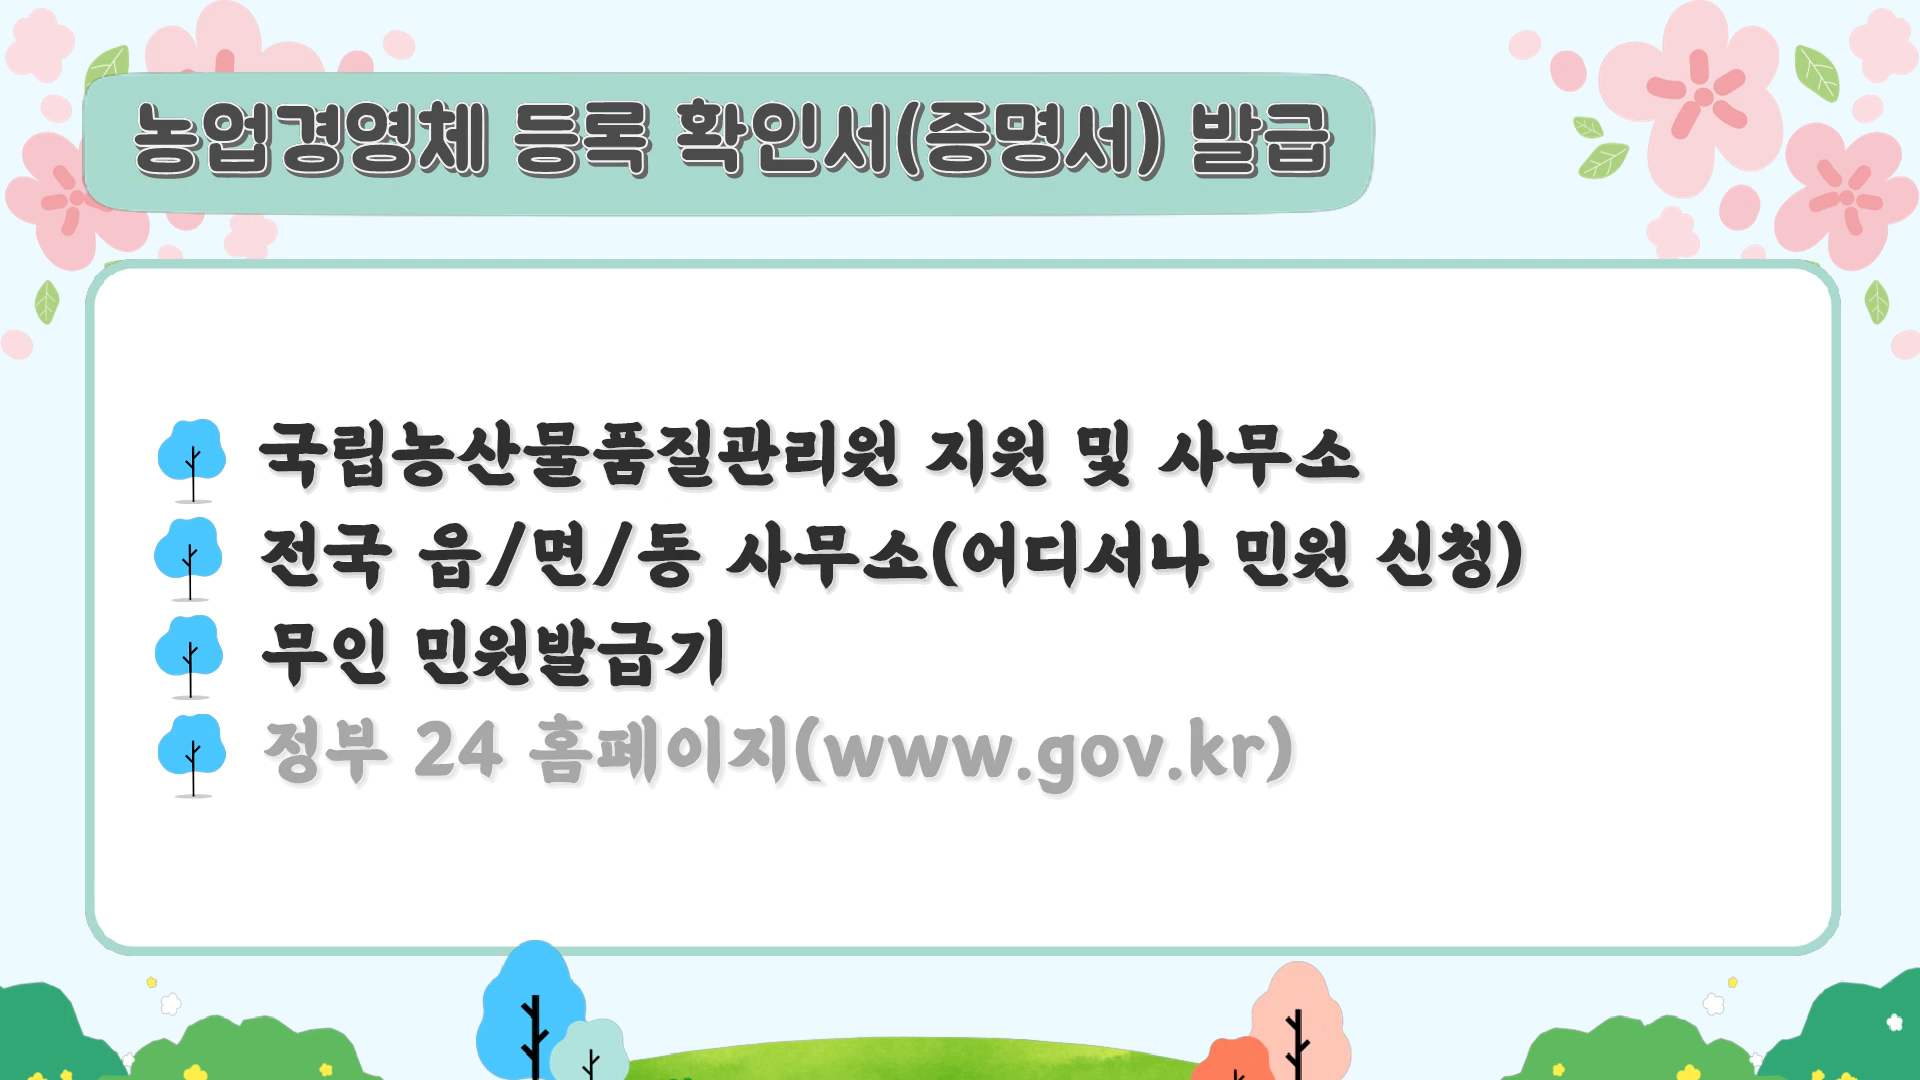 농업경영체 등록 확인서(증명서) 발급
국립농산물품질관리원 지원 및 사무소
전국 읍/면/동 사무소(어디서나 민원 신청)
무인 민원발급기
정부 24 홈페이지(www.gov.kr)